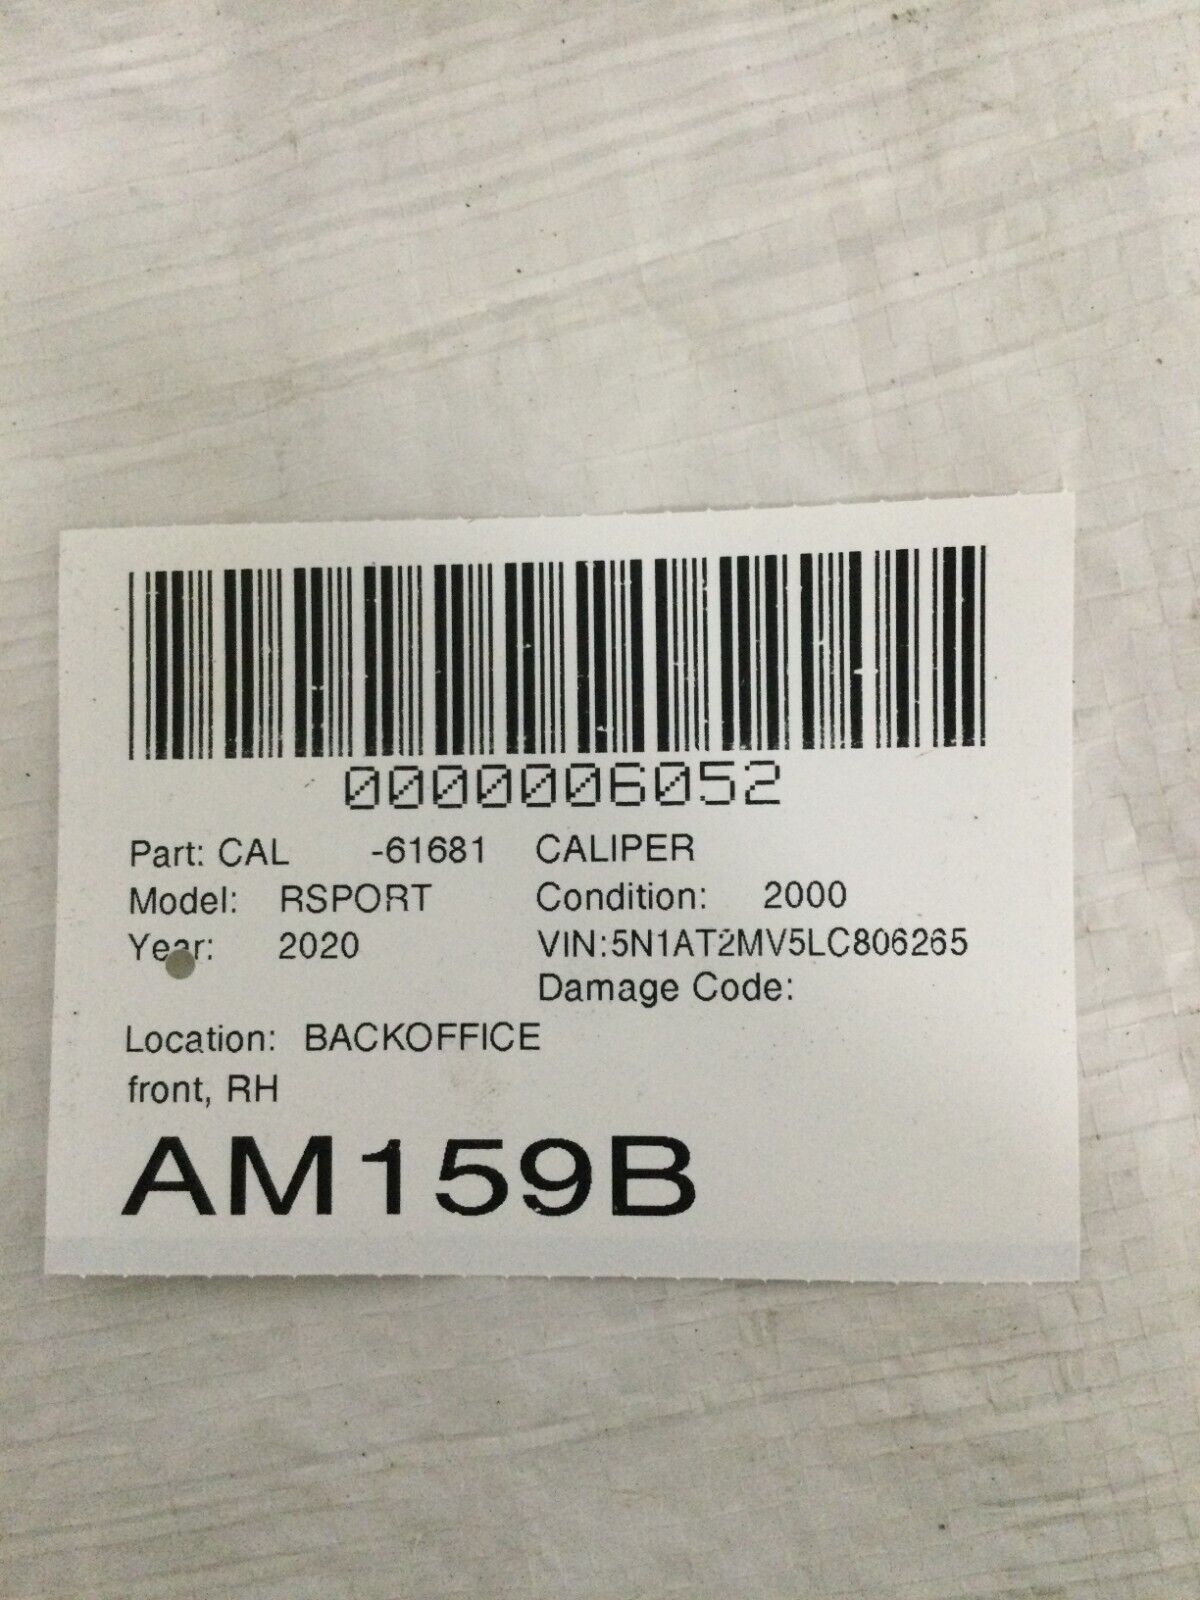 0000006052
Part: CAL -61681 CALIPER
Model: RSPORT Condition: 2000
Year: 2020 VIN:5N1AT2MV5LC806265
Damage Code:
Location: BACKOFFICE
front, RH
AM159B